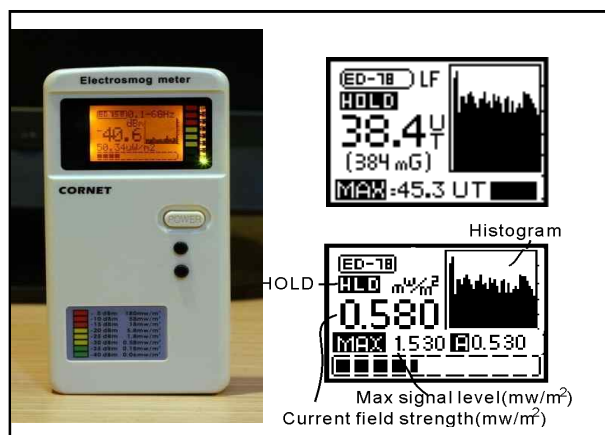 Electrosmog meter
-40.6
CORNET
POWER
(ED-78) LF
HOLD
38.4 UT
(384 mG)
MAX:45.3 UT
Histogram
ED-78
HOLD
HLD mW/m²
0.580
MAX 1.530 A 0.530
Max signal level(mw/m²)
Current field strength(mw/m²)